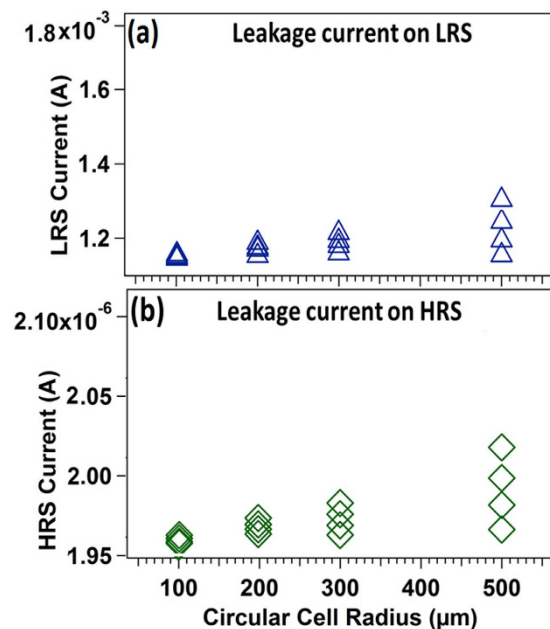 (a) Leakage current on LRS
1.8x10⁻³
1.6
1.4
1.2
LRS Current (A)
(b) Leakage current on HRS
2.10x10⁻⁶
2.05
2.00
1.95
HRS Current (A)
100 200 300 400 500
Circular Cell Radius (μm)